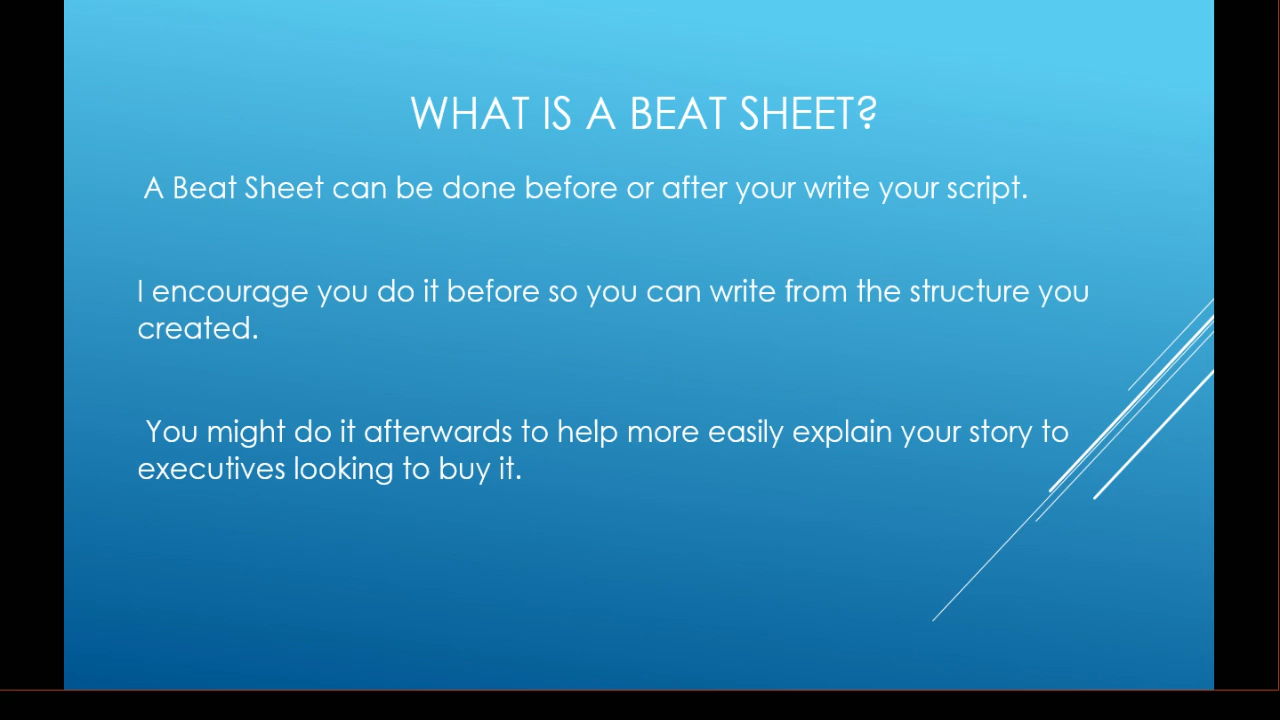 WHAT IS A BEAT SHEET?
A Beat Sheet can be done before or after your write your script.
I encourage you do it before so you can write from the structure you
created.
You might do it afterwards to help more easily explain your story to
executives looking to buy it.